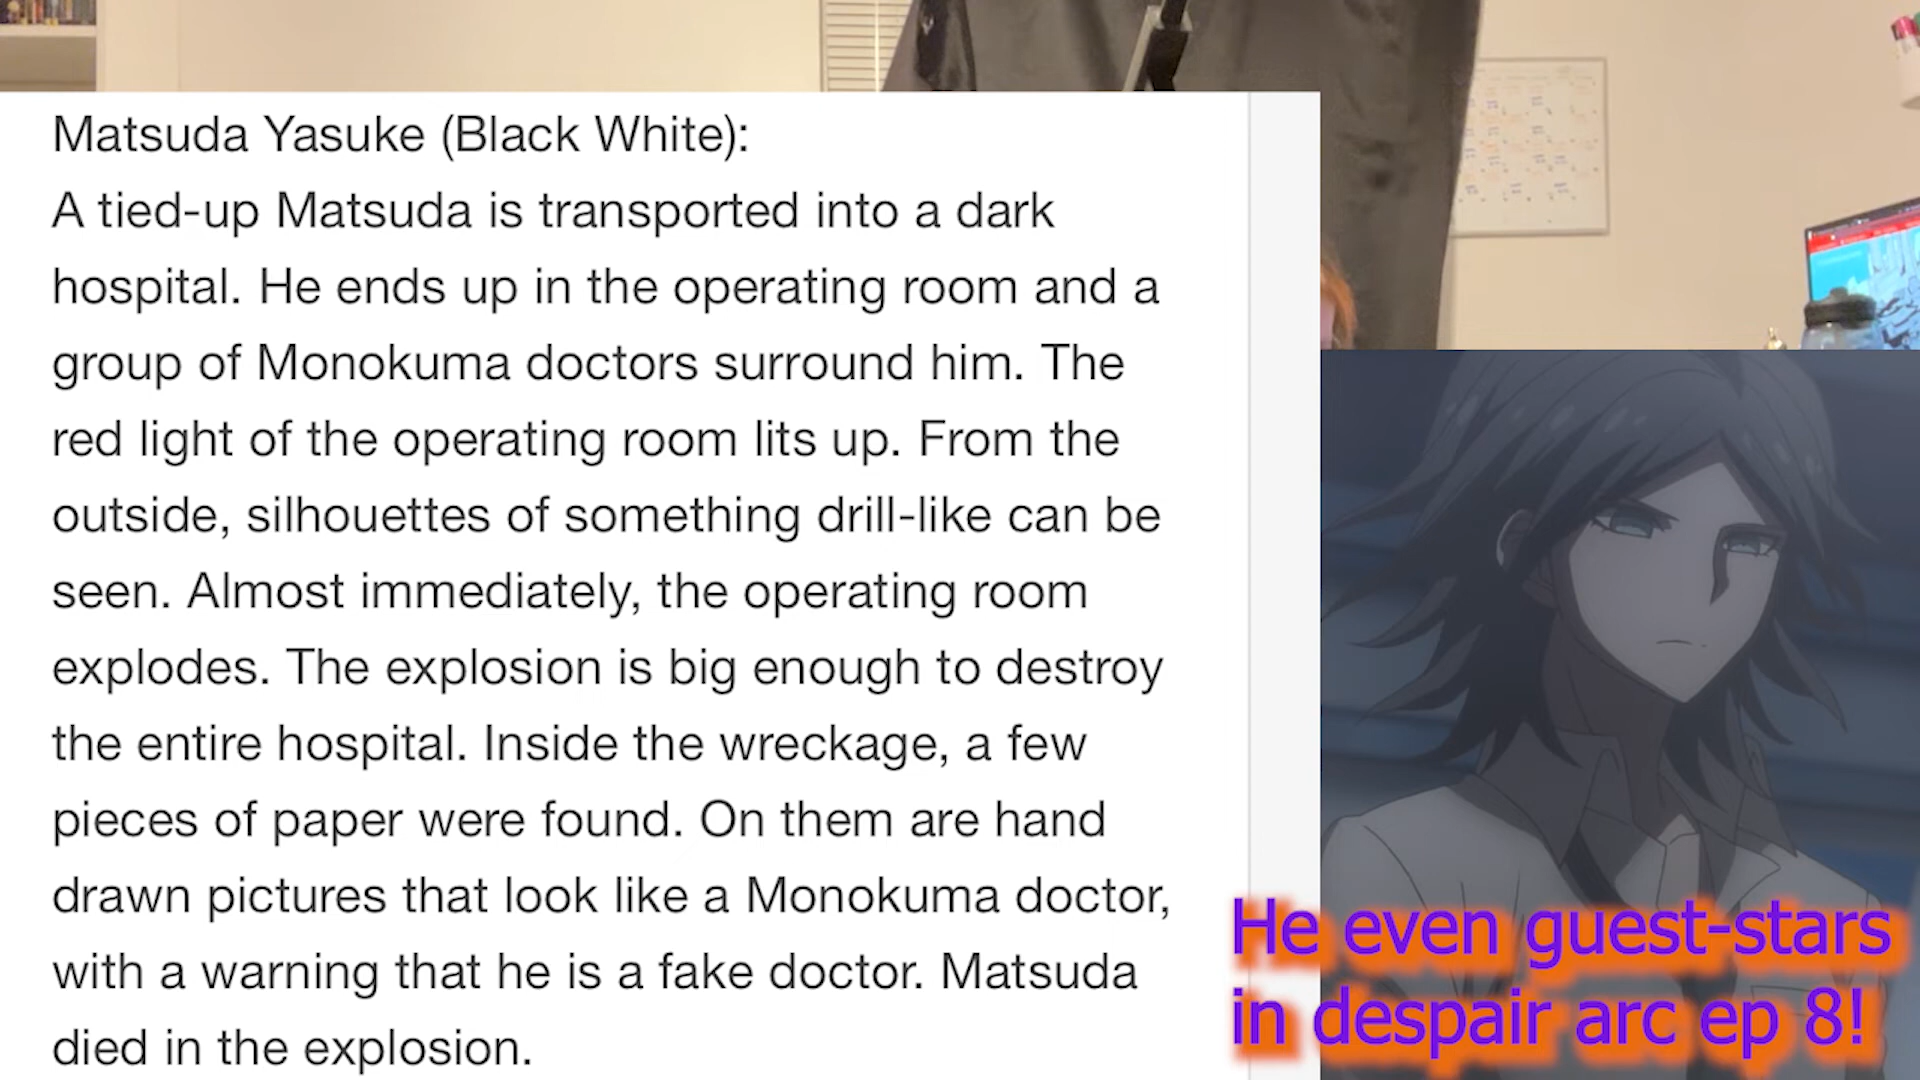 Matsuda Yasuke (Black White):
A tied-up Matsuda is transported into a dark
hospital. He ends up in the operating room and a
group of Monokuma doctors surround him. The
red light of the operating room lits up. From the
outside, silhouettes of something drill-like can be
seen. Almost immediately, the operating room
explodes. The explosion is big enough to destroy
the entire hospital. Inside the wreckage, a few
pieces of paper were found. On them are hand
drawn pictures that look like a Monokuma doctor,
with a warning that he is a fake doctor. Matsuda
died in the explosion.
He even guest-stars
in despair arc ep 8!